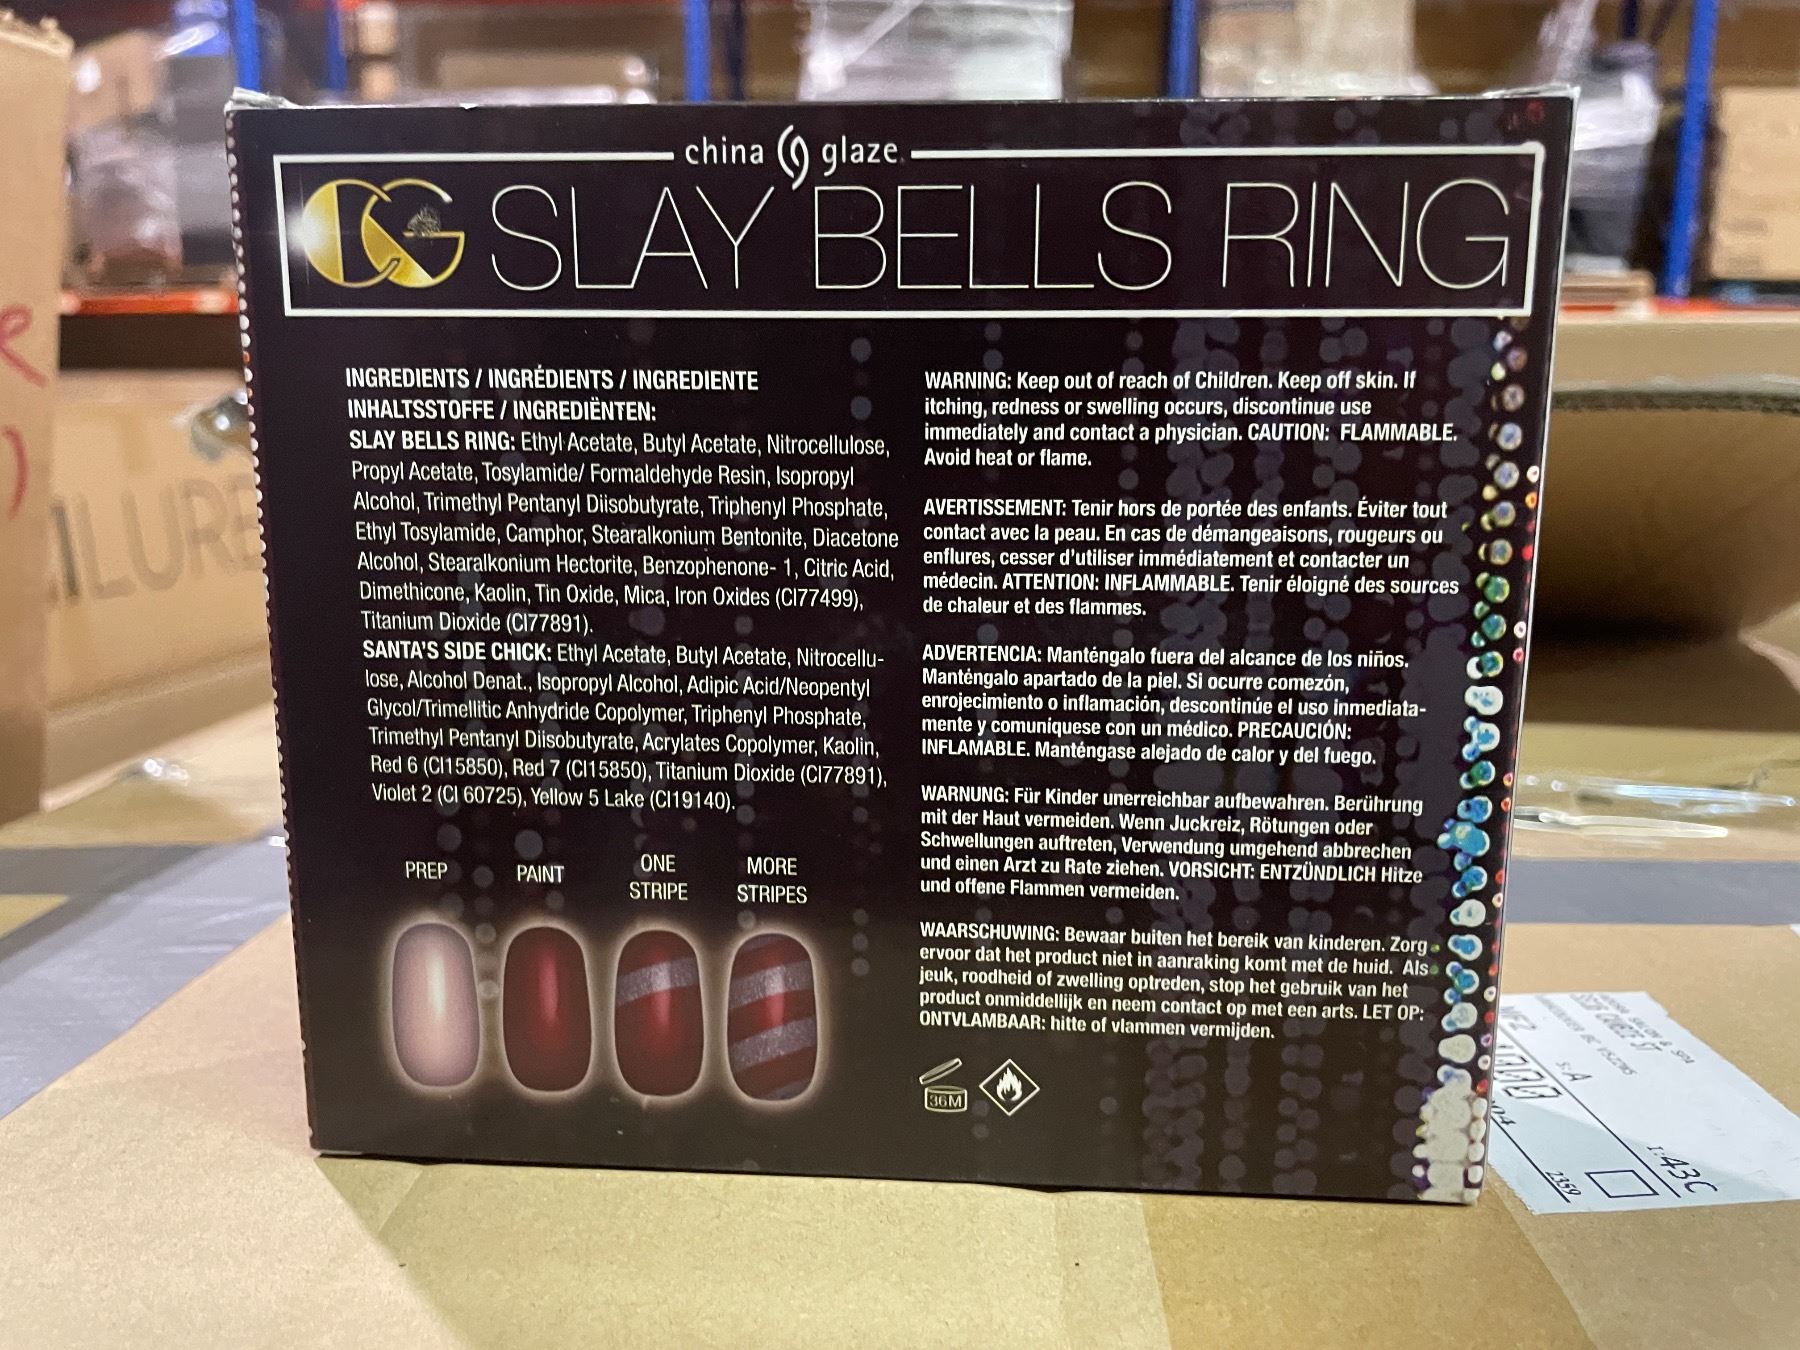 china glaze
CG SLAY BELLS RING
INGREDIENTS / INGRÉDIENTS / INGREDIENTE
INHALTSSTOFFE / INGREDIËNTEN:
SLAY BELLS RING: Ethyl Acetate, Butyl Acetate, Nitrocellulose,
Propyl Acetate, Tosylamide/ Formaldehyde Resin, Isopropyl
Alcohol, Trimethyl Pentanyl Diisobutyrate, Triphenyl Phosphate,
Ethyl Tosylamide, Camphor, Stearalkonium Bentonite, Diacetone
Alcohol, Stearalkonium Hectorite, Benzophenone- 1, Citric Acid,
Dimethicone, Kaolin, Tin Oxide, Mica, Iron Oxides (CI77499),
Titanium Dioxide (CI77891).
SANTA'S SIDE CHICK: Ethyl Acetate, Butyl Acetate, Nitrocellu-
lose, Alcohol Denat., Isopropyl Alcohol, Adipic Acid/Neopentyl
Glycol/Trimellitic Anhydride Copolymer, Triphenyl Phosphate,
Trimethyl Pentanyl Diisobutyrate, Acrylates Copolymer, Kaolin,
Red 6 (CI15850), Red 7 (CI15850), Titanium Dioxide (CI77891),
Violet 2 (CI 60725), Yellow 5 Lake (CI19140).
PREP
PAINT
ONE
STRIPE
MORE
STRIPES
WARNING: Keep out of reach of Children. Keep off skin. If
itching, redness or swelling occurs, discontinue use
immediately and contact a physician. CAUTION: FLAMMABLE.
Avoid heat or flame.
AVERTISSEMENT: Tenir hors de portée des enfants. Éviter tout
contact avec la peau. En cas de démangeaisons, rougeurs ou
enflures, cesser d'utiliser immédiatement et contacter un
médecin. ATTENTION: INFLAMMABLE. Tenir éloigné des sources
de chaleur et des flammes.
ADVERTENCIA: Manténgalo fuera del alcance de los niños.
Manténgalo apartado de la piel. Si ocurre comezón,
enrojecimiento o inflamación, descontinúe el uso inmediata-
mente y comuníquese con un médico. PRECAUCIÓN:
INFLAMABLE. Manténgase alejado de calor y del fuego.
WARNUNG: Für Kinder unerreichbar aufbewahren. Berührung
mit der Haut vermeiden. Wenn Juckreiz, Rötungen oder
Schwellungen auftreten, Verwendung umgehend abbrechen
und einen Arzt zu Rate ziehen. VORSICHT: ENTZÜNDLICH Hitze
und offene Flammen vermeiden.
WAARSCHUWING: Bewaar buiten het bereik van kinderen. Zorg
ervoor dat het product niet in aanraking komt met de huid. Als
jeuk, roodheid of zwelling optreden, stop het gebruik van het
product onmiddellijk en neem contact op met een arts. LET OP:
ONTVLAMBAAR: hitte of vlammen vermijden.
36M
1:43C
2359